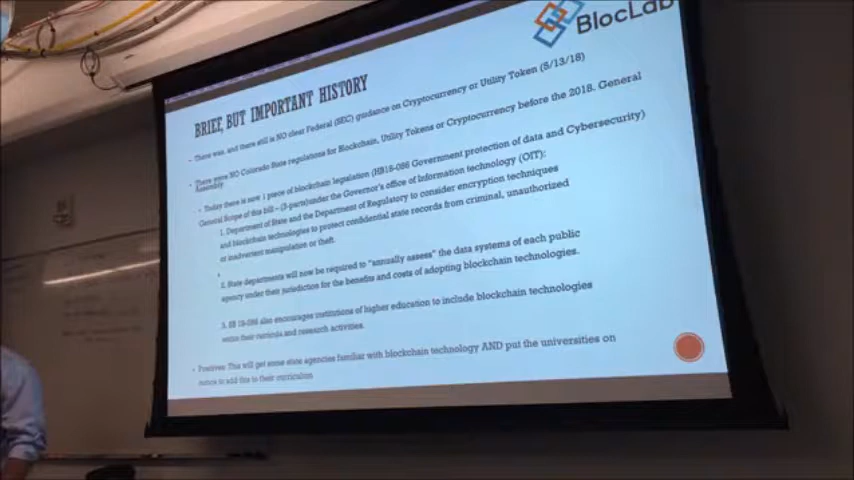 BlocLab
BRIEF, BUT IMPORTANT HISTORY
There was, and there still is NO clear Federal (SEC) guidance on Cryptocurrency or Utility Token (5/13/18)
There were NO Colorado State regulations for Blockchain, Utility Tokens or Cryptocurrency before the 2018. General
Assembly
Today there is now 1 piece of blockchain legislation (HB18-086 Government protection of data and Cybersecurity)
General Scope of this bill – (3-parts)under the Governor's office of Information technology (OIT):
1. Department of State and the Department of Regulatory to consider encryption techniques
and blockchain technologies to protect confidential state records from criminal, unauthorized
or inadvertent manipulation or theft.
2. State departments will now be required to "annually assess" the data systems of each public
agency under their jurisdiction for the benefits and costs of adopting blockchain technologies.
3. SB 18-086 also encourages institutions of higher education to include blockchain technologies
within their curricula and research activities.
Positives: This will get some state agencies familiar with blockchain technology AND put the universities on
notice to add this to their curriculum